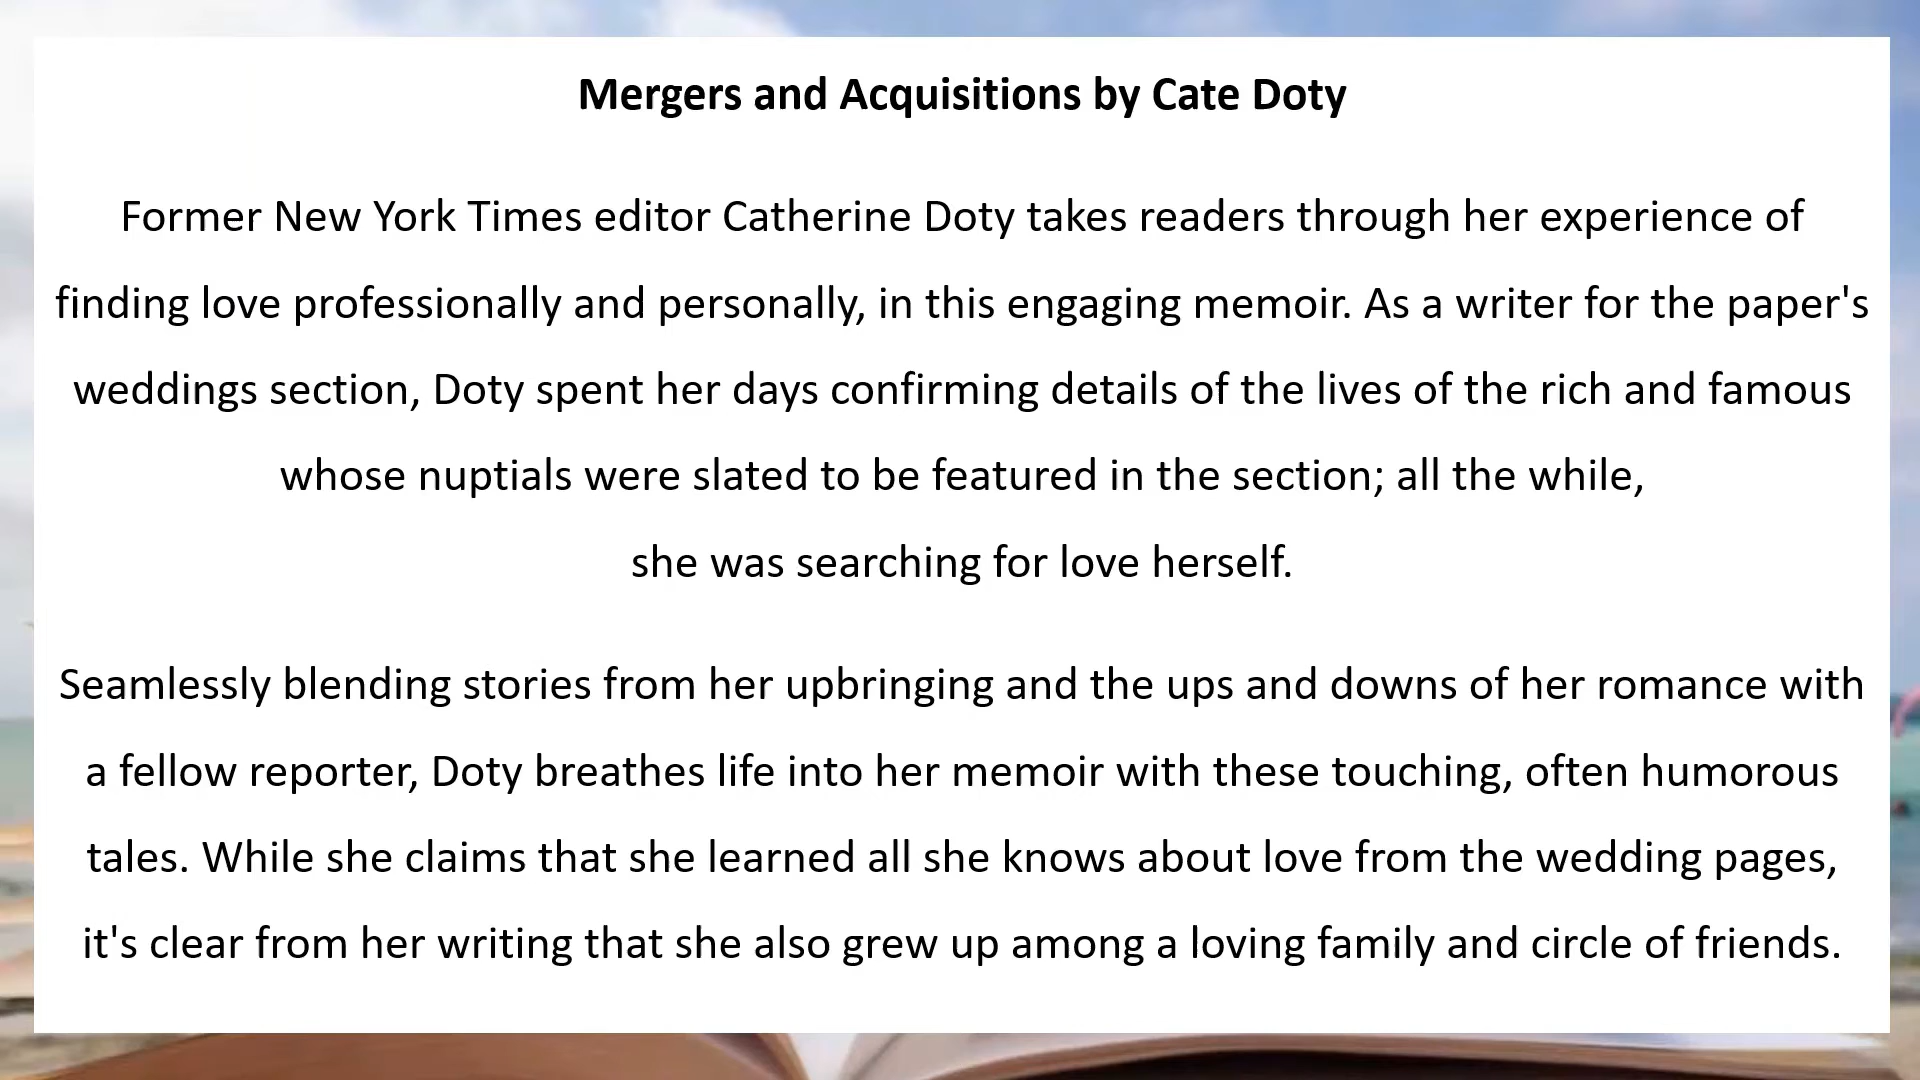 Mergers and Acquisitions by Cate Doty
Former New York Times editor Catherine Doty takes readers through her experience of
finding love professionally and personally, in this engaging memoir. As a writer for the paper's
weddings section, Doty spent her days confirming details of the lives of the rich and famous
whose nuptials were slated to be featured in the section; all the while,
she was searching for love herself.
Seamlessly blending stories from her upbringing and the ups and downs of her romance with
a fellow reporter, Doty breathes life into her memoir with these touching, often humorous
tales. While she claims that she learned all she knows about love from the wedding pages,
it's clear from her writing that she also grew up among a loving family and circle of friends.